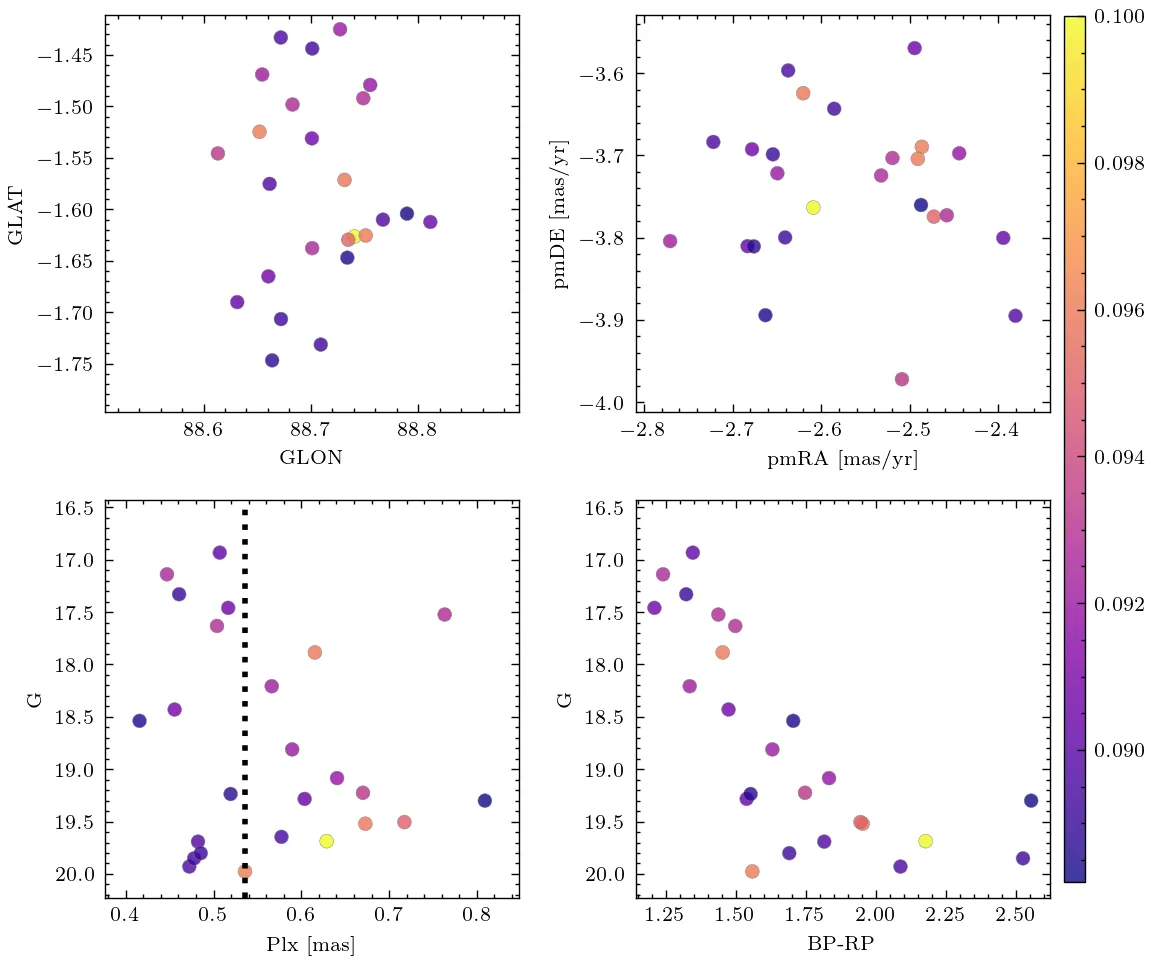 −1.45
−1.50
−1.55
−1.60
−1.65
−1.70
−1.75
GLAT
88.6 88.7 88.8
GLON
−3.6
−3.7
−3.8
−3.9
−4.0
pmDE [mas/yr]
−2.8 −2.7 −2.6 −2.5 −2.4
pmRA [mas/yr]
0.100
0.098
0.096
0.094
0.092
0.090
16.5
17.0
17.5
18.0
18.5
19.0
19.5
20.0
G
0.4 0.5 0.6 0.7 0.8
Plx [mas]
16.5
17.0
17.5
18.0
18.5
19.0
19.5
20.0
G
1.25 1.50 1.75 2.00 2.25 2.50
BP-RP